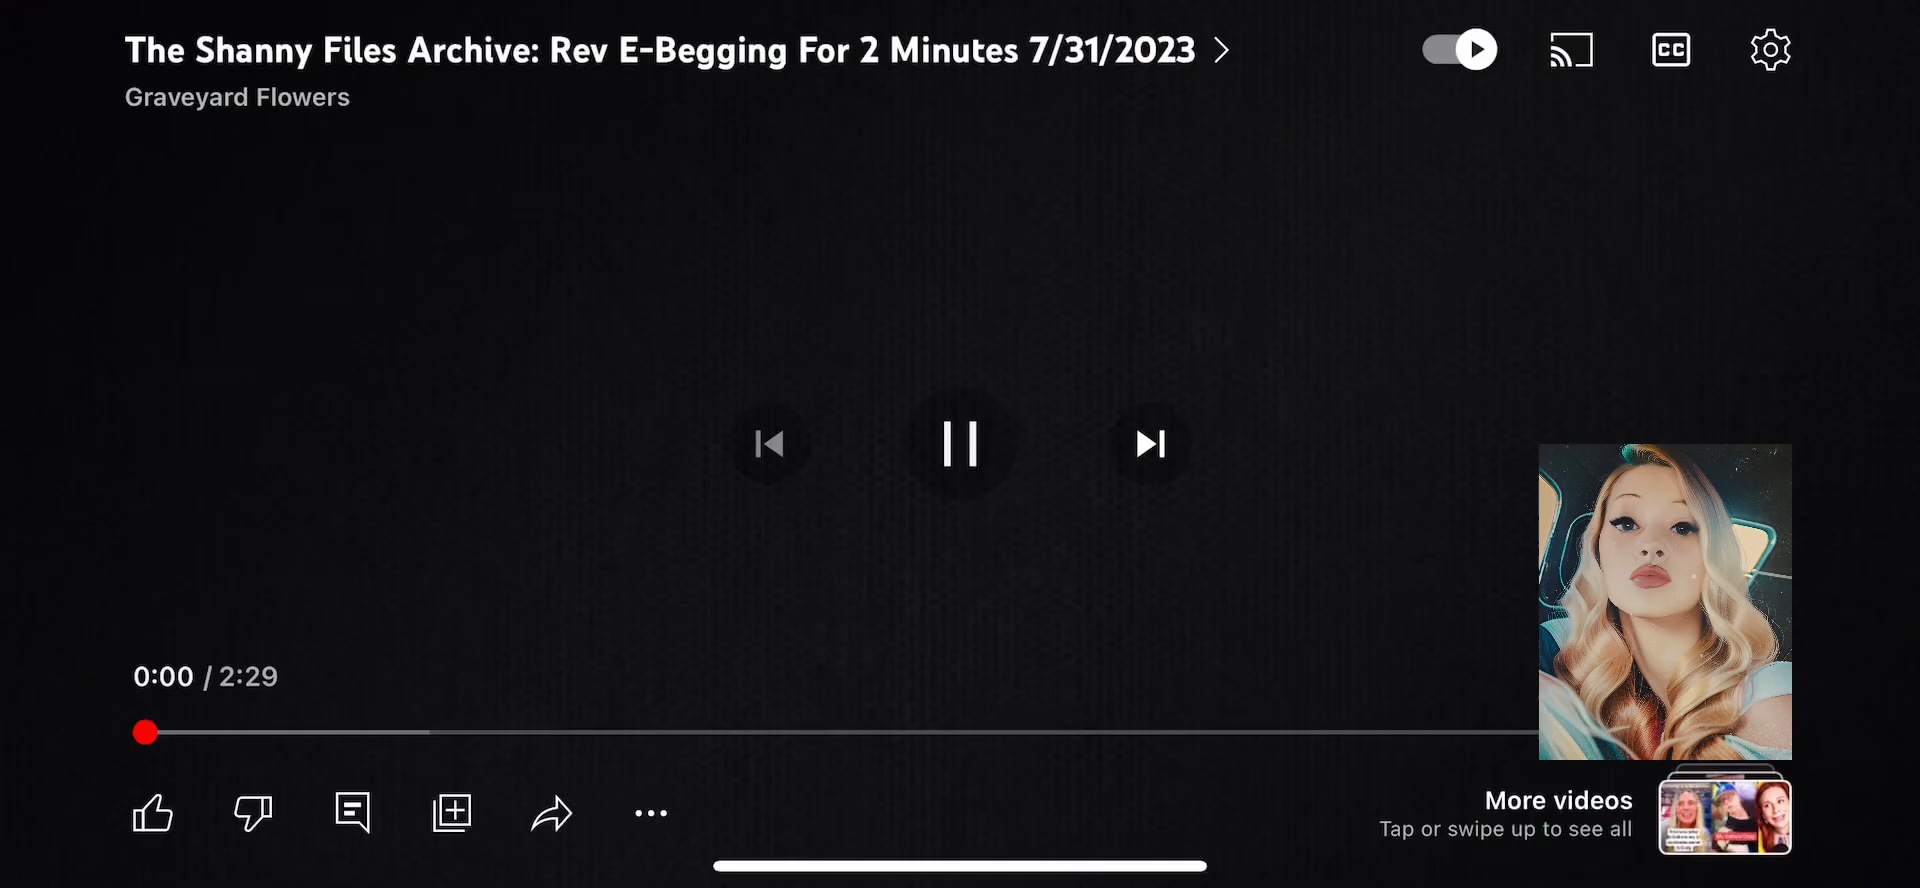 The Shanny Files Archive: Rev E-Begging For 2 Minutes 7/31/2023
CC
Graveyard Flowers
0:00 / 2:29
More videos
Tap or swipe up to see all